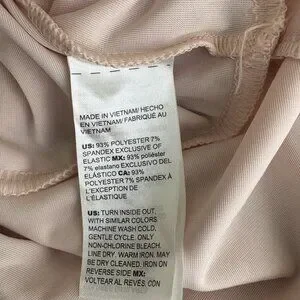 MADE IN VIETNAM/ HECHO
EN VIETNAM/ FABRIQUÉ AU
VIETNAM
US: 93% POLYESTER 7%
SPANDEX EXCLUSIVE OF
ELASTIC MX: 93% poliéster
7% elastano EXCLUSIVO DEL
ELÁSTICO CA: 93%
POLYESTER 7% SPANDEX À
L'EXCEPTION DE
L'ÉLASTIQUE
US: TURN INSIDE OUT,
WITH SIMILAR COLORS
MACHINE WASH COLD,
GENTLE CYCLE. ONLY
NON-CHLORINE BLEACH.
LINE DRY. WARM IRON. MAY
BE DRY CLEANED. IRON ON
REVERSE SIDE MX:
VOLTEAR AL REVÉS, CON